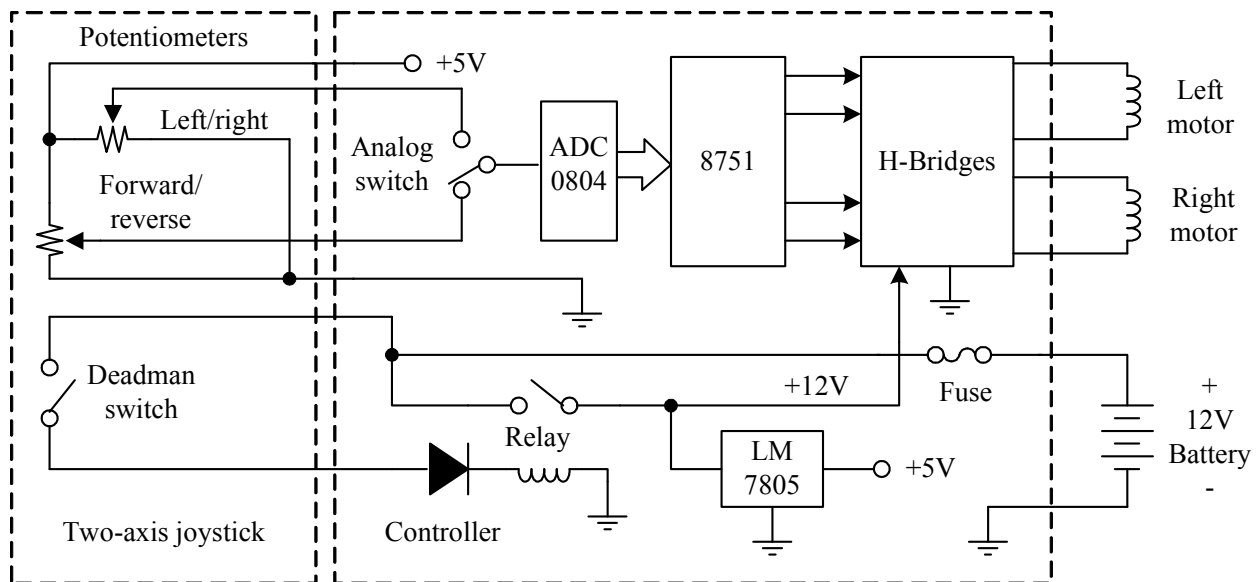 Potentiometers
+5V
Left/right
Forward/
reverse
Analog
switch
ADC
0804
8751
H-Bridges
Left
motor
Right
motor
Deadman
switch
Relay
+12V
Fuse
LM
7805
+5V
+
12V
Battery
-
Two-axis joystick
Controller